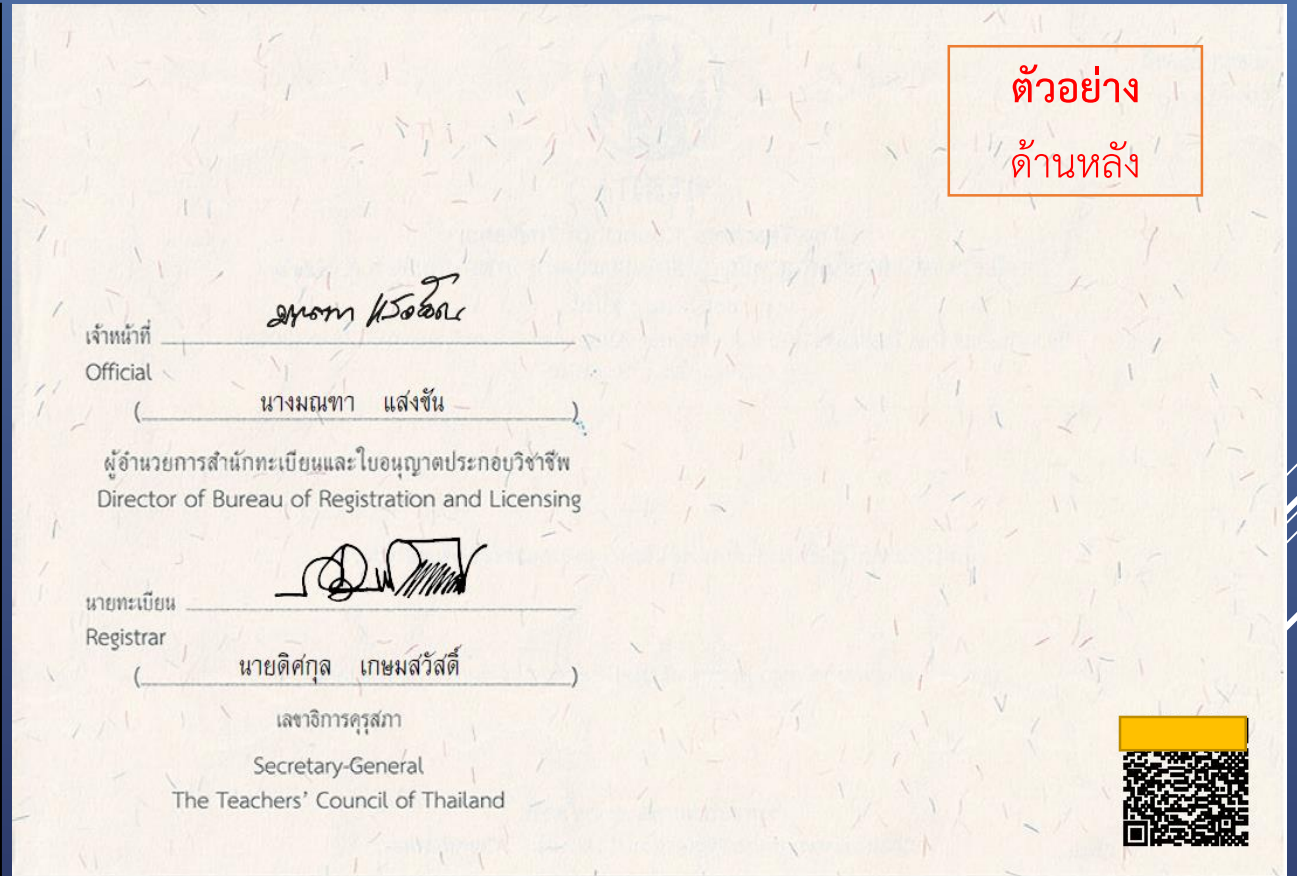 ตัวอย่าง
ด้านหลัง
เจ้าหน้าที่
Official
(นางมณฑา แสงชัน)
ผู้อำนวยการสำนักทะเบียนและใบอนุญาตประกอบวิชาชีพ
Director of Bureau of Registration and Licensing
นายทะเบียน
Registrar
(นายดิศกุล เกษมสวัสดิ์)
เลขาธิการคุรุสภา
Secretary-General
The Teachers' Council of Thailand